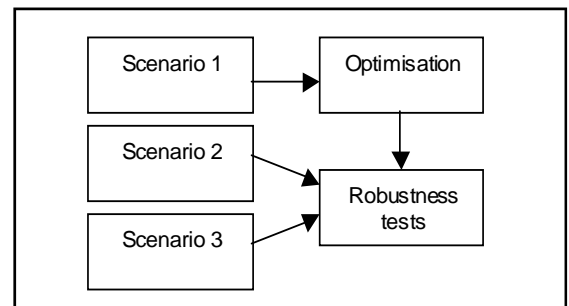 Scenario 1
Optimisation
Scenario 2
Robustness
tests
Scenario 3